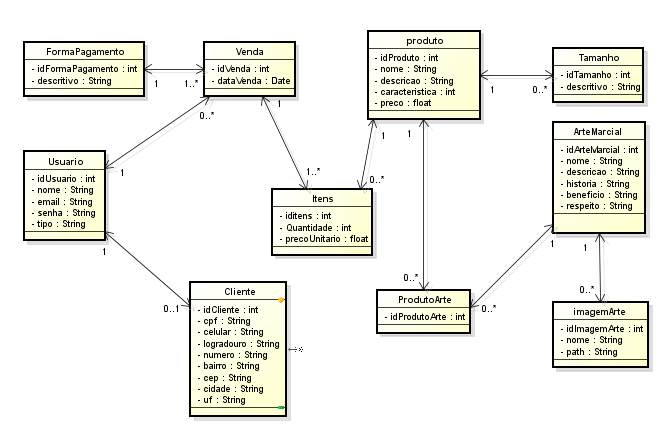 FormaPagamento
- idFormaPagamento : int
- descritivo : String
1
1..*
Venda
- idVenda : int
- dataVenda : Date
0..*
1
1
1..*
produto
- idProduto : int
- nome : String
- descricao : String
- caracteristica : int
- preco : float
1
0..*
1
0..*
1
0..*
Tamanho
- idTamanho : int
- descritivo : String
ArteMarcial
- idArteMarcial : int
- nome : String
- descricao : String
- historia : String
- beneficio : String
- respeito : String
1
1
0..*
0..*
Usuario
- idUsuario : int
- nome : String
- email : String
- senha : String
- tipo : String
1
0..1
Itens
- iditens : int
- Quantidade : int
- precoUnitario : float
Cliente
- idCliente : int
- cpf : String
- celular : String
- logradouro : String
- numero : String
- bairro : String
- cep : String
- cidade : String
- uf : String
ProdutoArte
- idProdutoArte : int
imagemArte
- idImagemArte : int
- nome : String
- path : String